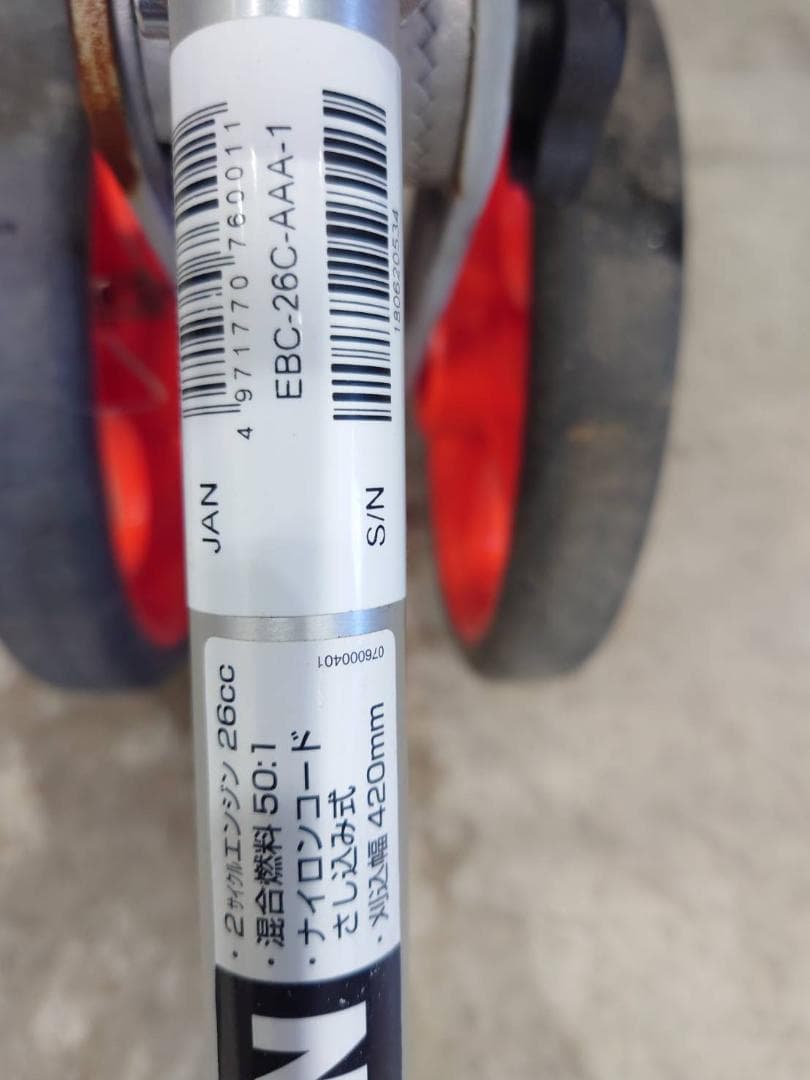 JAN
4 971770 760011
EBC-26C-AAA-1
S/N
180620534
076000401
・2サイクルエンジン 26cc
・混合燃料 50:1
・ナイロンコード
さし込み式
・刈込幅 420mm
N